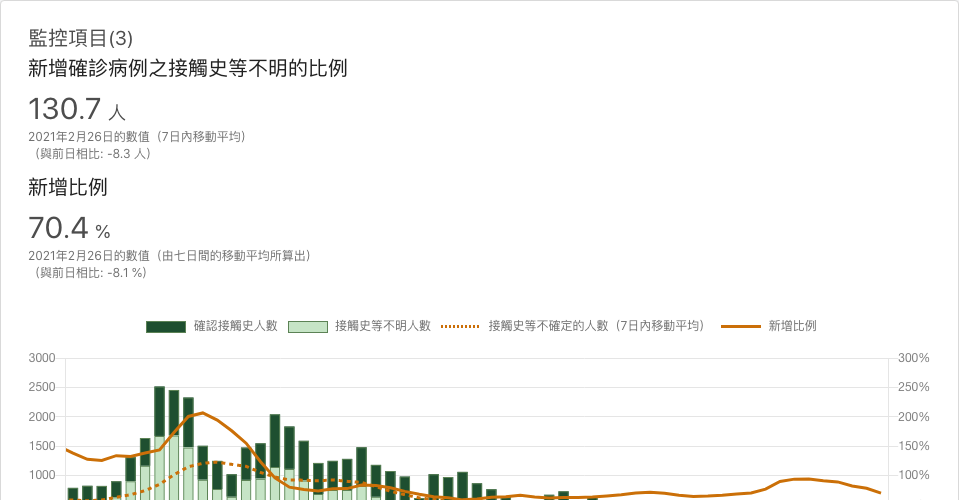 監控項目(3)
新增確診病例之接觸史等不明的比例
130.7 人
2021年2月26日的數值（7日內移動平均）
（與前日相比: -8.3 人）
新增比例
70.4 %
2021年2月26日的數值（由七日間的移動平均所算出）
（與前日相比: -8.1 %）
確認接觸史人數 接觸史等不明人數 接觸史等不確定的人數（7日內移動平均） 新增比例
3000 300%
2500 250%
2000 200%
1500 150%
1000 100%